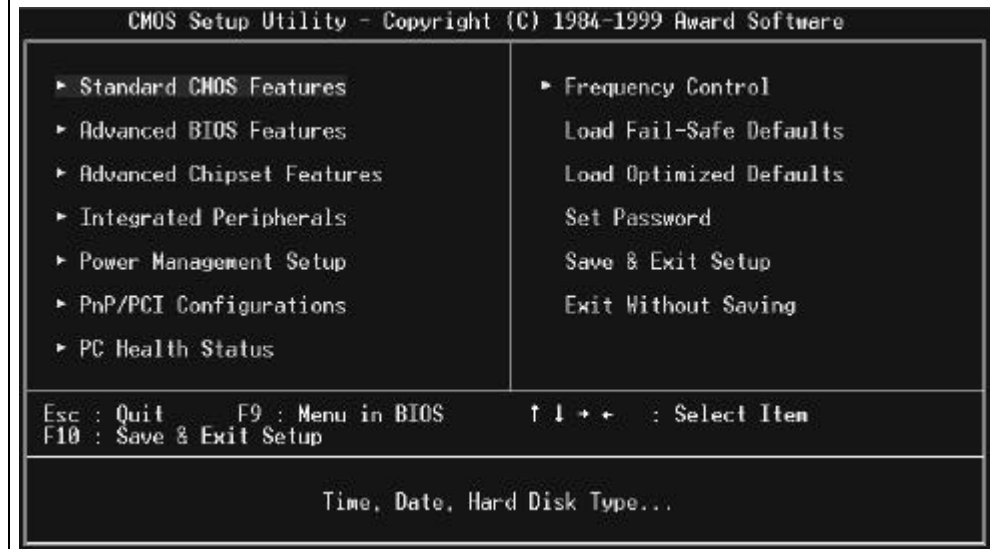 CMOS Setup Utility - Copyright (C) 1984-1999 Award Software
► Standard CMOS Features
► Advanced BIOS Features
► Advanced Chipset Features
► Integrated Peripherals
► Power Management Setup
► PnP/PCI Configurations
► PC Health Status
► Frequency Control
Load Fail-Safe Defaults
Load Optimized Defaults
Set Password
Save & Exit Setup
Exit Without Saving
Esc : Quit F9 : Menu in BIOS ↑ ↓ → ← : Select Item
F10 : Save & Exit Setup
Time, Date, Hard Disk Type...